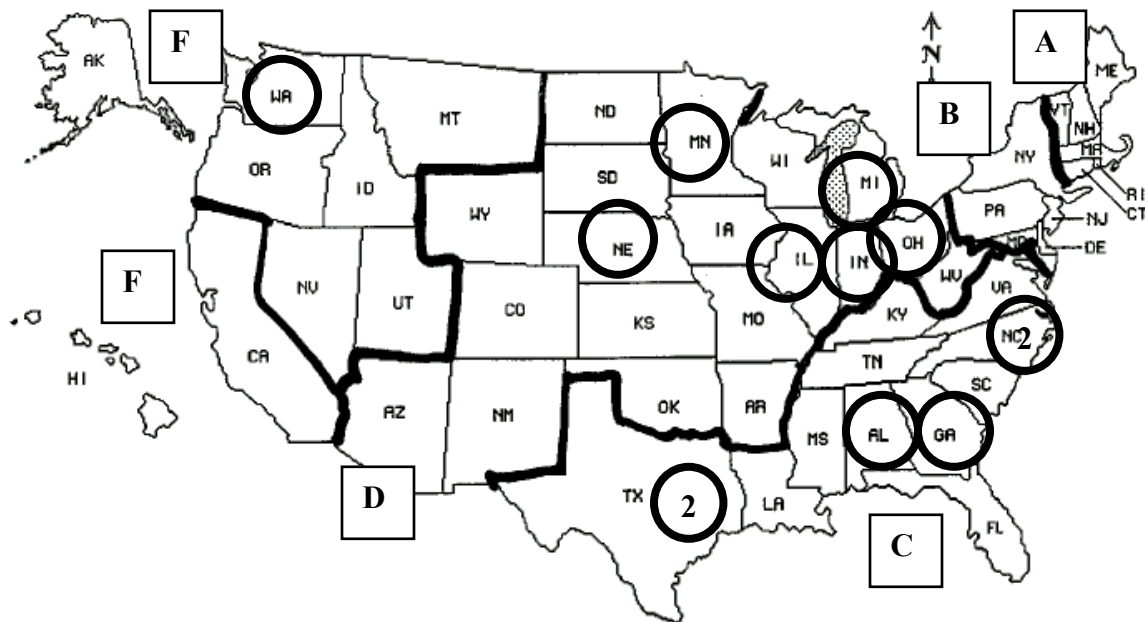 F
A
AK
N
ME
WA
B
VT
NH
MT
ND
MN
MA
NY
OR
WI
MI
RI
CT
ID
SD
WY
PA
NJ
IA
NE
OH
DE
IL
IN
F
NV
UT
WV
VA
CO
KS
MO
KY
CA
NC
2
TN
HI
SC
OK
AR
AZ
NM
MS
AL
GA
D
TX
2
LA
C
FL